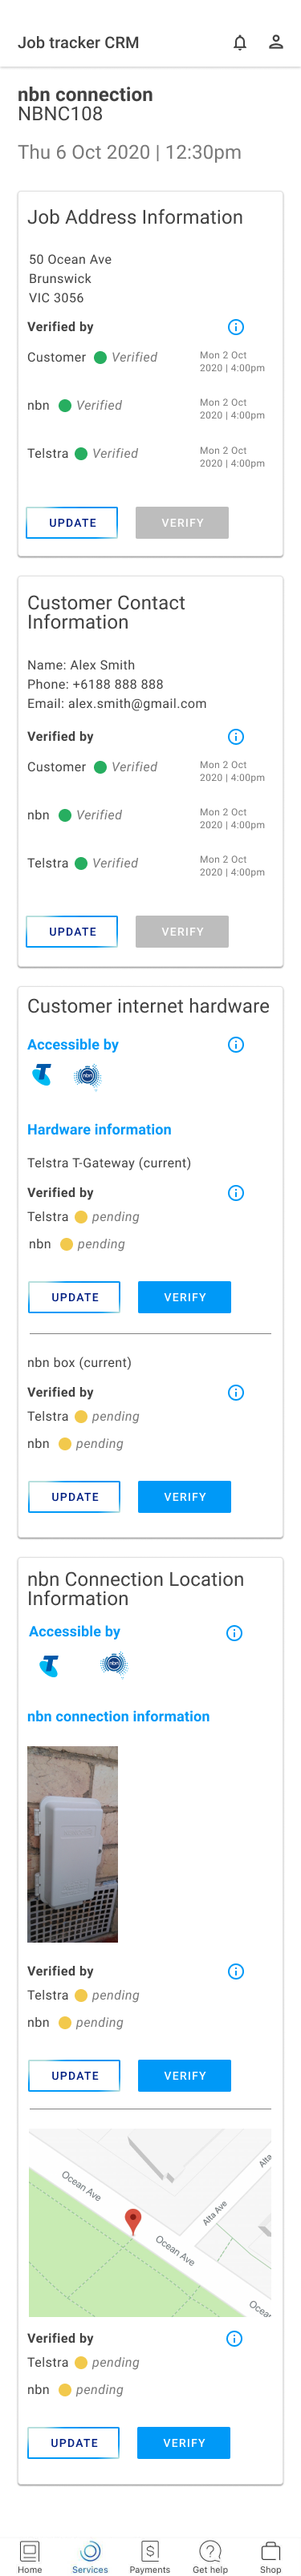 Job tracker CRM
nbn connection
NBNC108
Thu 6 Oct 2020 | 12:30pm
Job Address Information
50 Ocean Ave
Brunswick
VIC 3056
Verified by
Customer Verified Mon 2 Oct
2020 | 4:00pm
nbn Verified Mon 2 Oct
2020 | 4:00pm
Telstra Verified Mon 2 Oct
2020 | 4:00pm
UPDATE VERIFY
Customer Contact
Information
Name: Alex Smith
Phone: +6188 888 888
Email: alex.smith@gmail.com
Verified by
Customer Verified Mon 2 Oct
2020 | 4:00pm
nbn Verified Mon 2 Oct
2020 | 4:00pm
Telstra Verified Mon 2 Oct
2020 | 4:00pm
UPDATE VERIFY
Customer internet hardware
Accessible by
T nbn
Hardware information
Telstra T-Gateway (current)
Verified by
Telstra pending
nbn pending
UPDATE VERIFY
nbn box (current)
Verified by
Telstra pending
nbn pending
UPDATE VERIFY
nbn Connection Location
Information
Accessible by
T nbn
nbn connection information
Verified by
Telstra pending
nbn pending
UPDATE VERIFY
Alta
Ocean Ave
Alta Ave
Ocean Ave
Ocea
Verified by
Telstra pending
nbn pending
UPDATE VERIFY
Home Services Payments Get help Shop